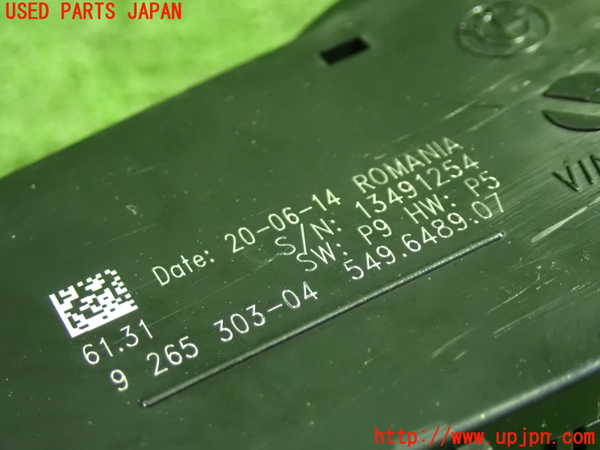 USED PARTS JAPAN
Date: 20-06-14 ROMANIA
S/N: 13491254
SW: P9 HW: P5
61.31
9 265 303-04 549.6489.07
VIN
http://www.upjpn.com